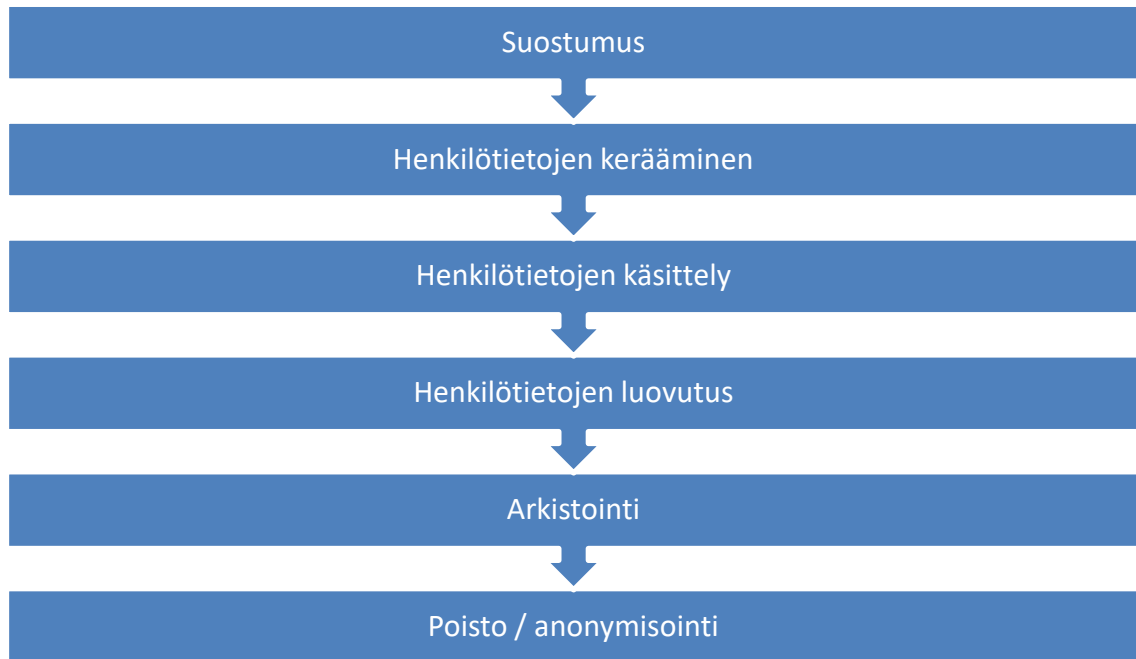 Suostumus
Henkilötietojen kerääminen
Henkilötietojen käsittely
Henkilötietojen luovutus
Arkistointi
Poisto / anonymisointi